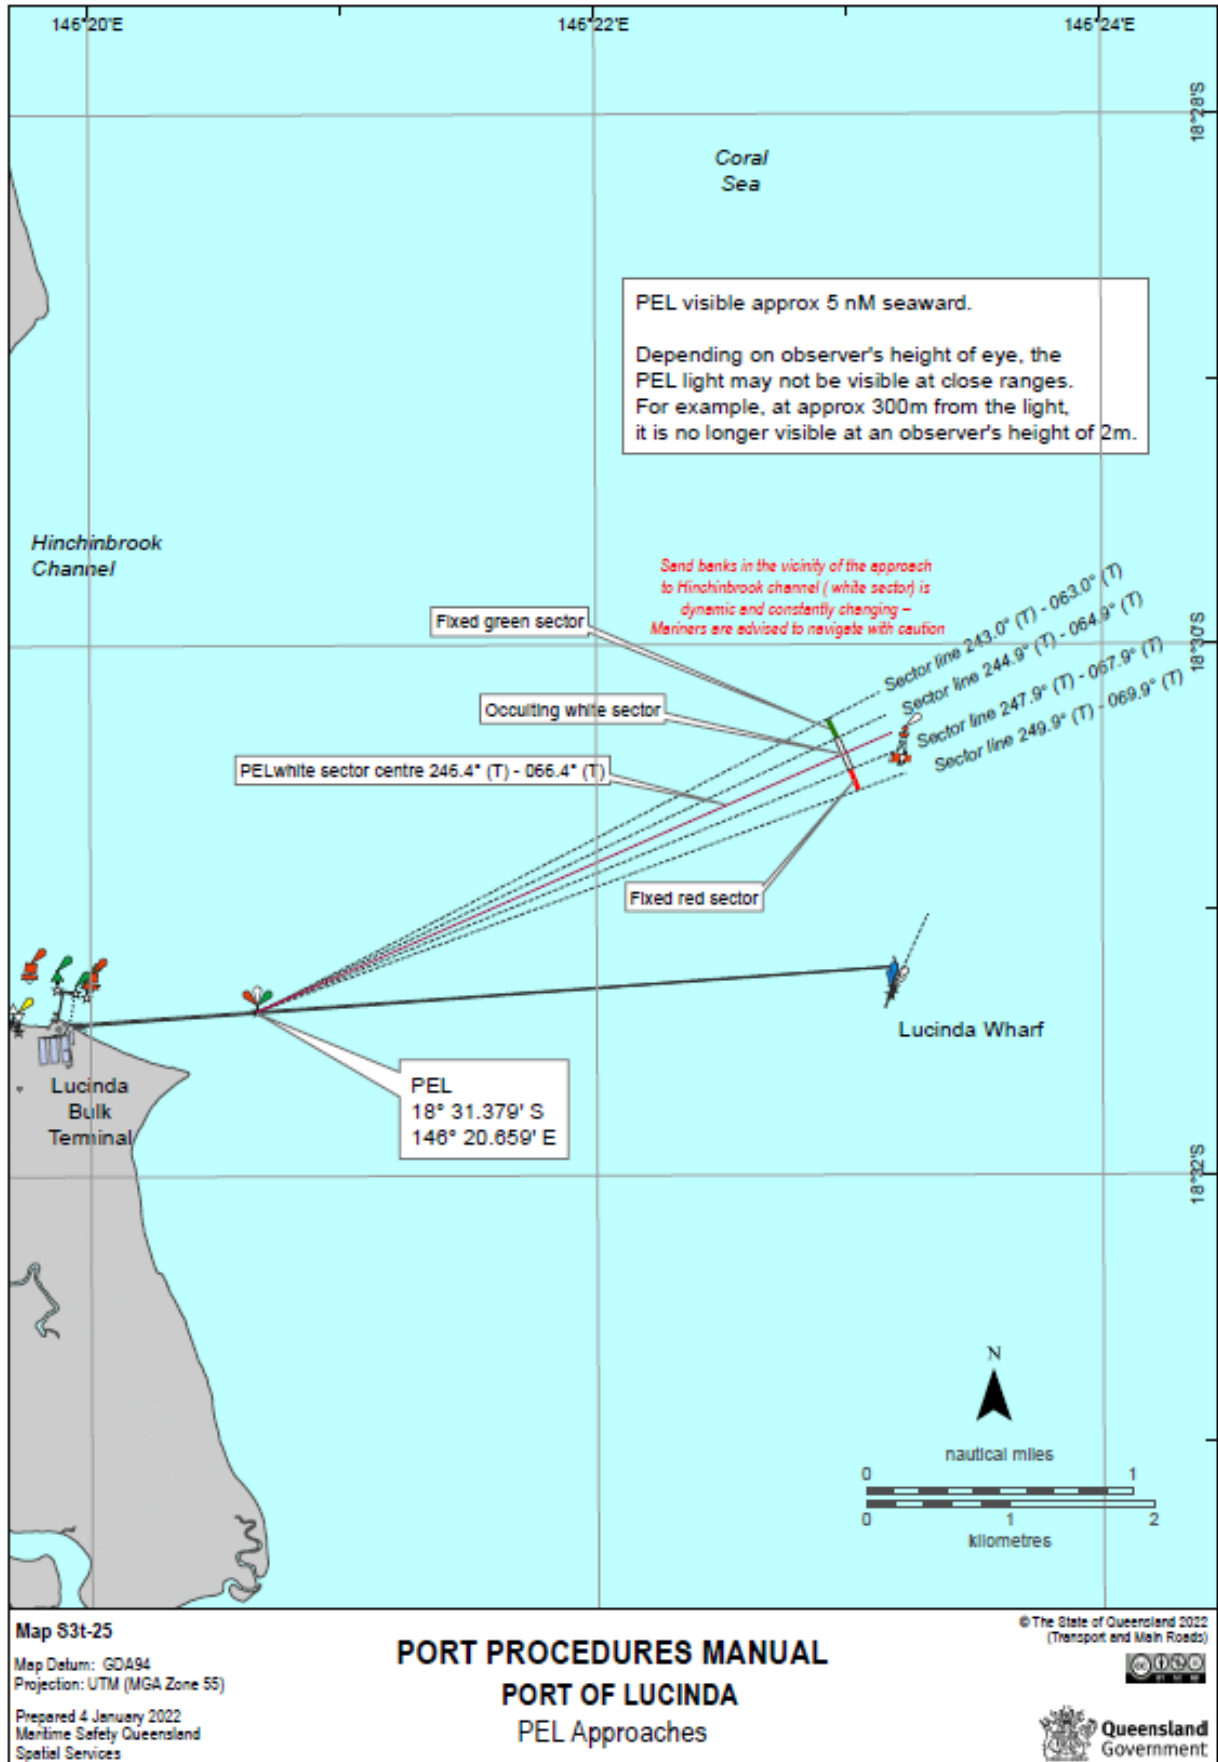 146°20'E
146°22'E
146°24'E
18°28'S
Coral
Sea
PEL visible approx 5 nM seaward.
Depending on observer's height of eye, the
PEL light may not be visible at close ranges.
For example, at approx 300m from the light,
it is no longer visible at an observer's height of 2m.
Hinchinbrook
Channel
Sand banks in the vicinity of the approach
to Hinchinbrook channel ( white sector) is
dynamic and constantly changing –
Mariners are advised to navigate with caution
Fixed green sector
18°30'S
Sector line 243.0° (T) - 063.0° (T)
Sector line 244.9° (T) - 064.9° (T)
Sector line 247.9° (T) - 067.9° (T)
Sector line 249.9° (T) - 069.9° (T)
Occulting white sector
PELwhite sector centre 246.4° (T) - 066.4° (T)
Fixed red sector
Lucinda Wharf
Lucinda
Bulk
Terminal
PEL
18° 31.379' S
146° 20.659' E
18°32'S
N
nautical miles
0 1
0 1 2
kilometres
Map S3t-25
Map Datum: GDA94
Projection: UTM (MGA Zone 55)
Prepared 4 January 2022
Maritime Safety Queensland
Spatial Services
PORT PROCEDURES MANUAL
PORT OF LUCINDA
PEL Approaches
© The State of Queensland 2022
(Transport and Main Roads)
Queensland
Government